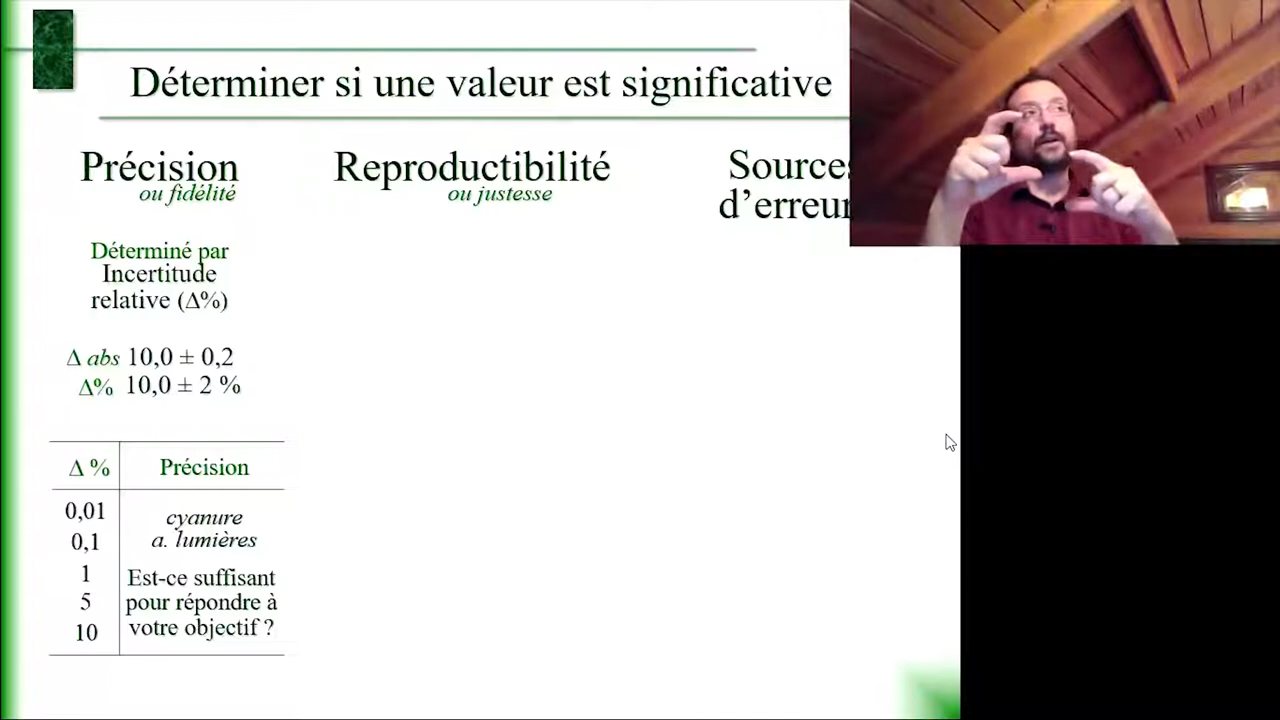 Déterminer si une valeur est significative
Précision
ou fidélité
Reproductibilité
ou justesse
Sources
d’erreur
Déterminé par
Incertitude
relative (Δ%)
Δ abs 10,0 ± 0,2
Δ% 10,0 ± 2 %
Δ % Précision
0,01
0,1
1
5
10
cyanure
a. lumières
Est-ce suffisant
pour répondre à
votre objectif ?